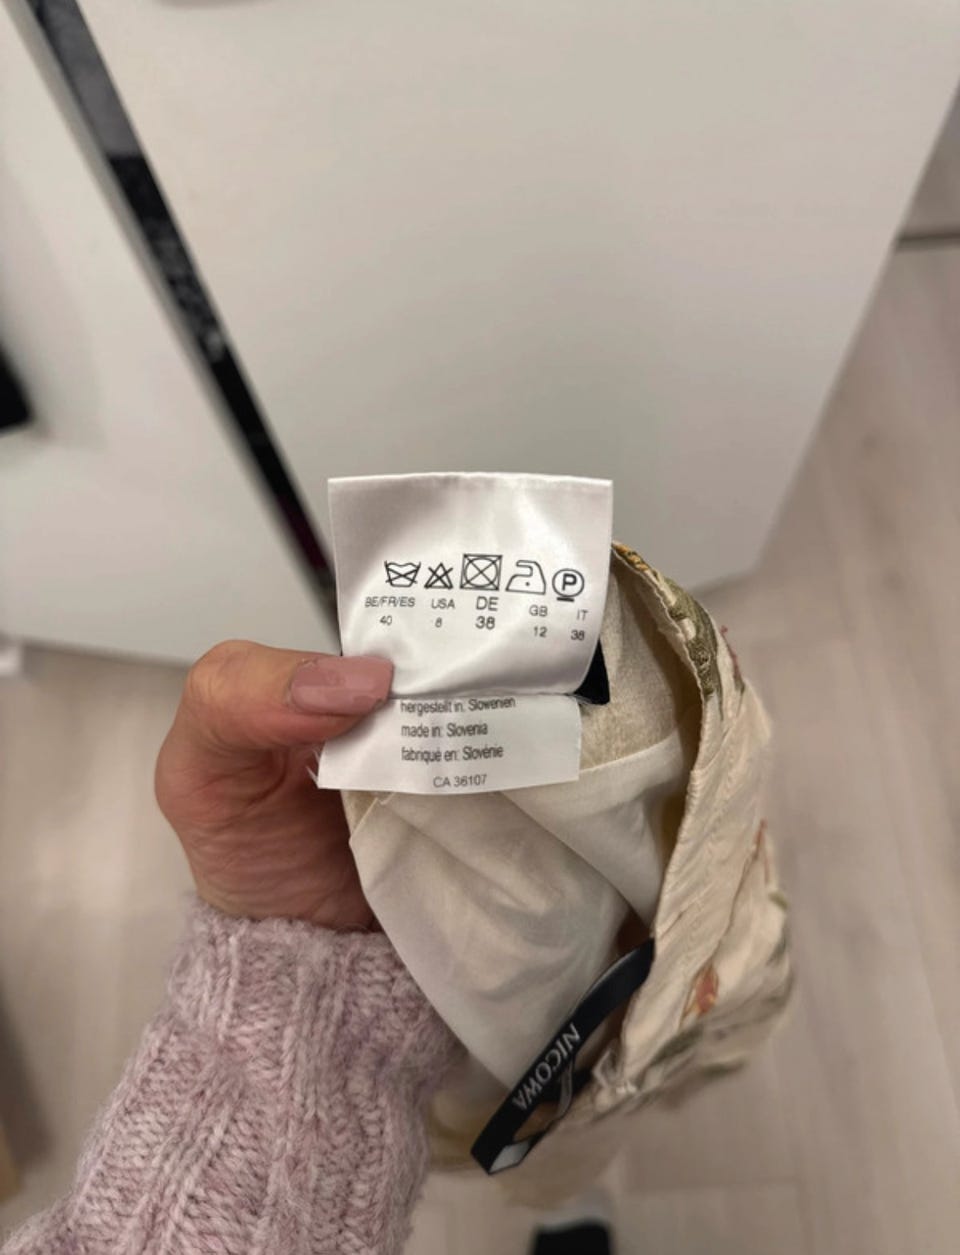 P
BE/FR/ES USA DE GB IT
40 8 38 12 38
hergestellt in: Slowenien
made in: Slovenia
fabriqué en: Slovénie
CA 36107
NICOWA